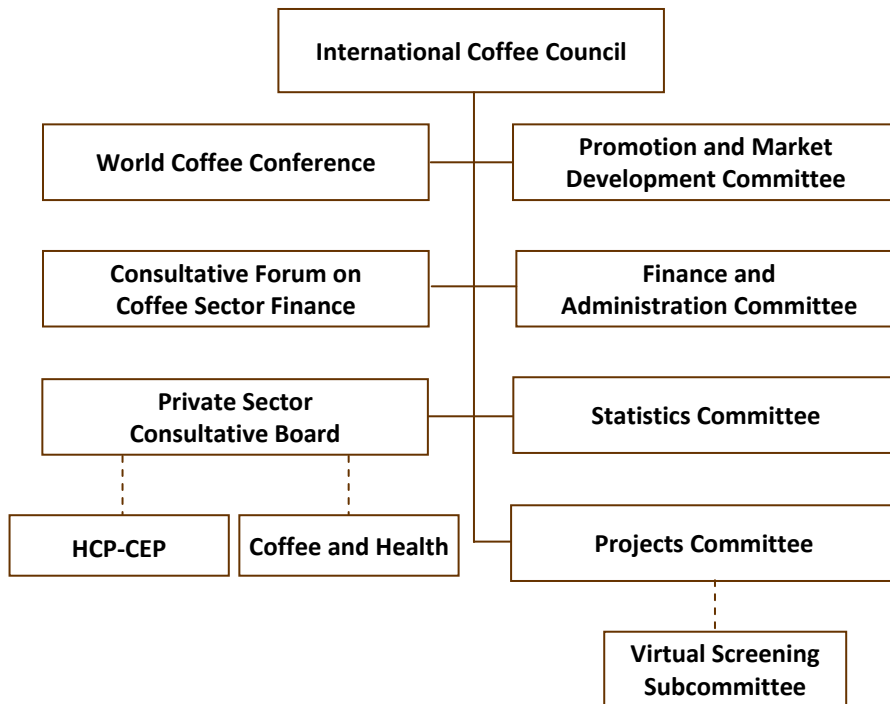 International Coffee Council
World Coffee Conference
Promotion and Market
Development Committee
Consultative Forum on
Coffee Sector Finance
Finance and
Administration Committee
Private Sector
Consultative Board
Statistics Committee
HCP-CEP
Coffee and Health
Projects Committee
Virtual Screening
Subcommittee